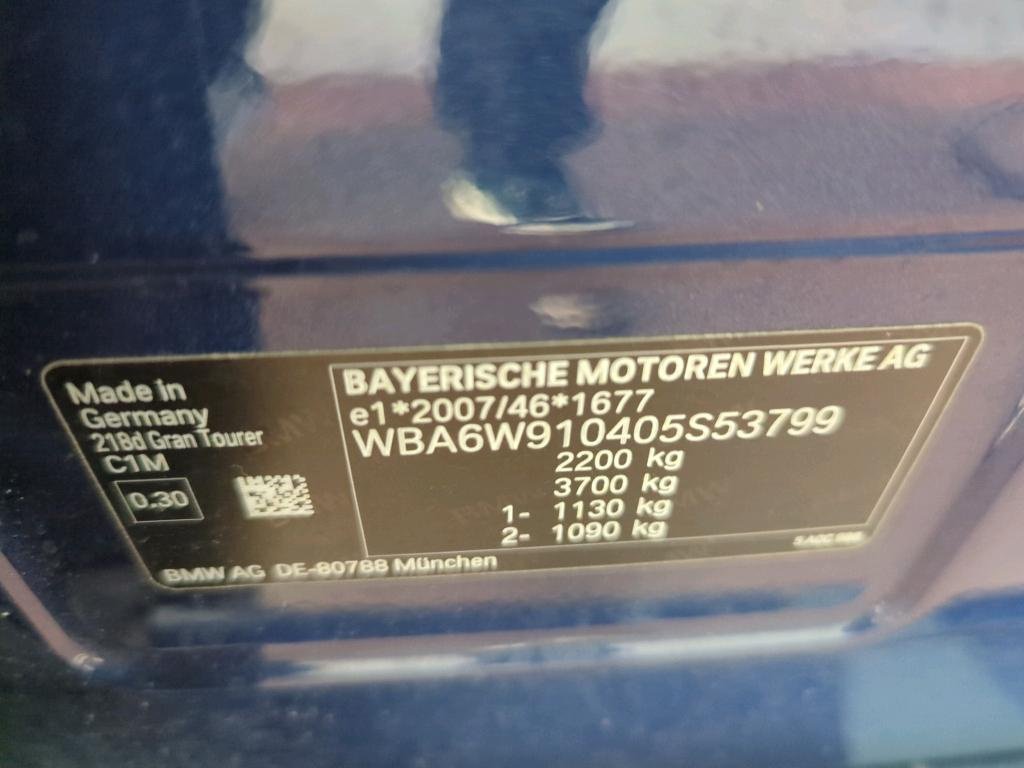 Made in
Germany
218d Gran Tourer
C1M
0.30
BMW AG DE-80788 München
BAYERISCHE MOTOREN WERKE AG
e1*2007/46*1677
WBA6W910405S53799
2200 kg
3700 kg
1- 1130 kg
2- 1090 kg